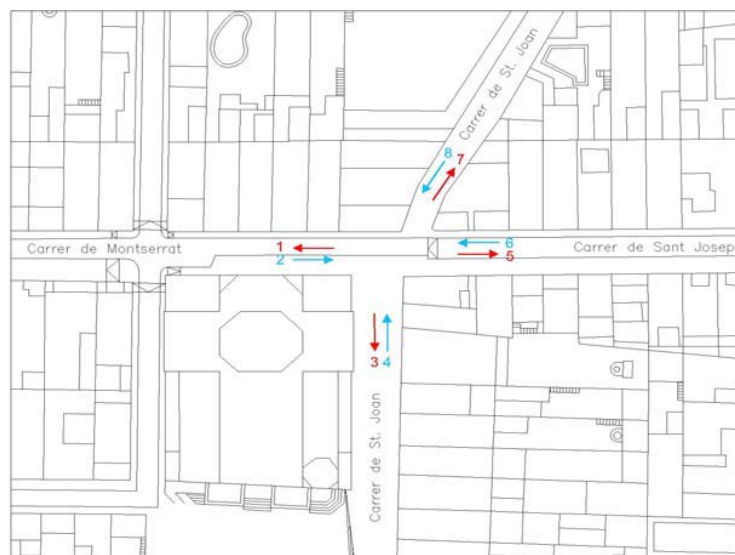 Carrer de St. Joan
8 7
Carrer de Montserrat
1
2
6
5
Carrer de Sant Josep
3 4
Carrer de St. Joan